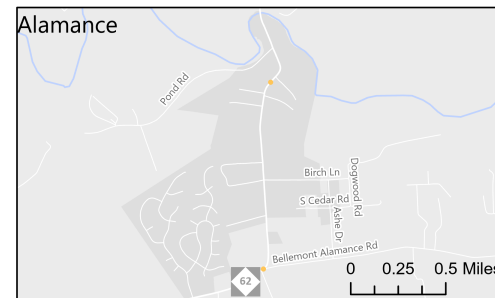 Alamance
Pond Rd
Birch Ln
Dogwood Rd
S Cedar Rd
Ashe Dr
Bellemont Alamance Rd
62
0 0.25 0.5 Miles